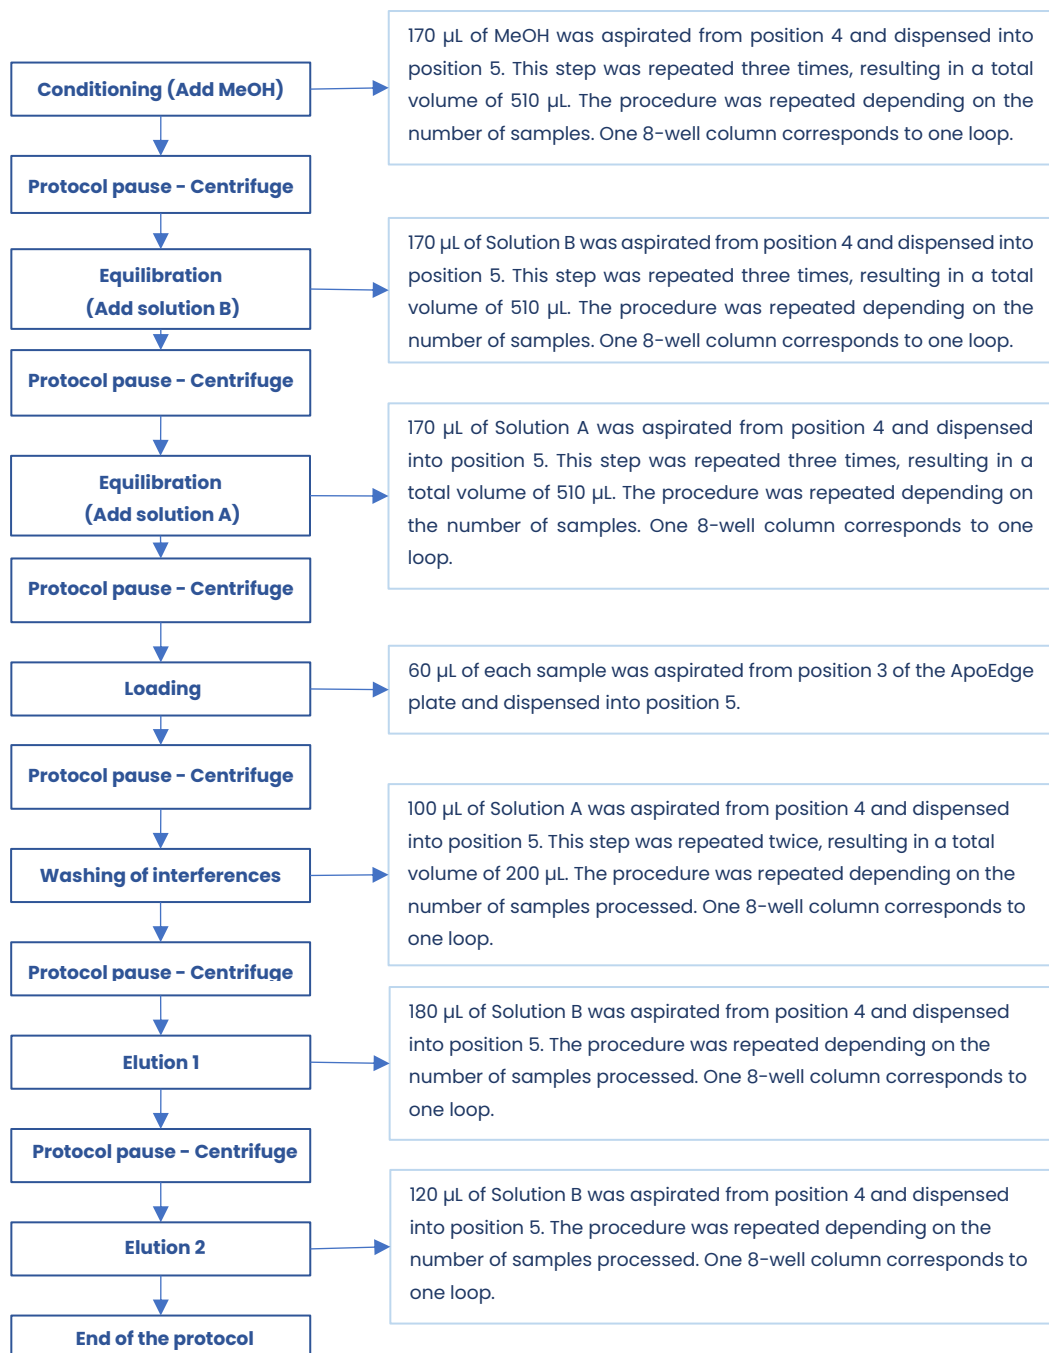 Conditioning (Add MeOH)
170 µL of MeOH was aspirated from position 4 and dispensed into
position 5. This step was repeated three times, resulting in a total
volume of 510 µL. The procedure was repeated depending on the
number of samples. One 8-well column corresponds to one loop.
Protocol pause - Centrifuge
Equilibration
(Add solution B)
170 µL of Solution B was aspirated from position 4 and dispensed into
position 5. This step was repeated three times, resulting in a total
volume of 510 µL. The procedure was repeated depending on the
number of samples. One 8-well column corresponds to one loop.
Protocol pause - Centrifuge
Equilibration
(Add solution A)
170 µL of Solution A was aspirated from position 4 and dispensed
into position 5. This step was repeated three times, resulting in a
total volume of 510 µL. The procedure was repeated depending on
the number of samples. One 8-well column corresponds to one
loop.
Protocol pause - Centrifuge
Loading
60 µL of each sample was aspirated from position 3 of the ApoEdge
plate and dispensed into position 5.
Protocol pause - Centrifuge
Washing of interferences
100 µL of Solution A was aspirated from position 4 and dispensed
into position 5. This step was repeated twice, resulting in a total
volume of 200 µL. The procedure was repeated depending on the
number of samples processed. One 8-well column corresponds to
one loop.
Protocol pause - Centrifuge
Elution 1
180 µL of Solution B was aspirated from position 4 and dispensed
into position 5. The procedure was repeated depending on the
number of samples processed. One 8-well column corresponds to
one loop.
Protocol pause - Centrifuge
Elution 2
120 µL of Solution B was aspirated from position 4 and dispensed
into position 5. The procedure was repeated depending on the
number of samples processed. One 8-well column corresponds to
one loop.
End of the protocol